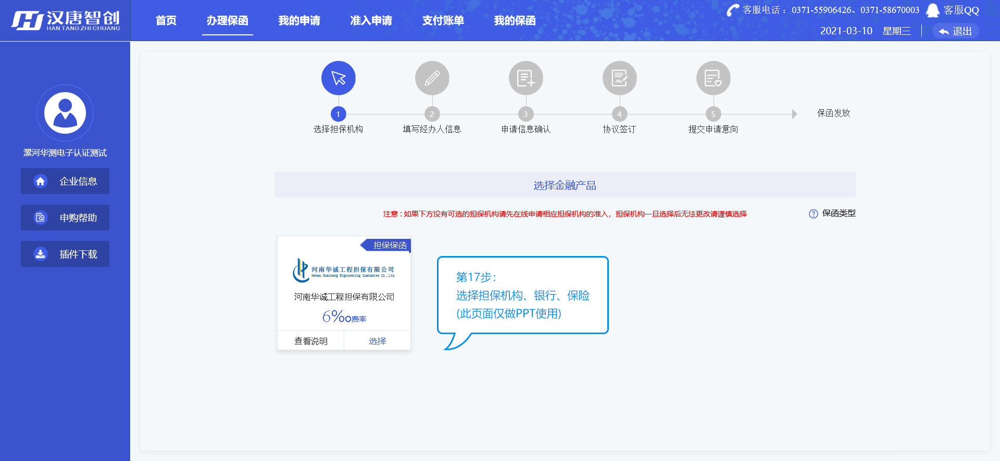 汉唐智创
HAN TANG ZHI CHUANG
首页
办理保函
我的申请
准入申请
支付账单
我的保函
客服电话：0371-55906426、0371-58670003
客服QQ
2021-03-10 星期三
退出
漯河华测电子认证测试
企业信息
申购帮助
插件下载
1
2
3
4
5
选择担保机构
填写经办人信息
申请信息确认
协议签订
提交申请意向
保函发放
选择金融产品
注意：如果下方没有可选的担保机构请先在线申请相应担保机构的准入，担保机构一旦选择后无法更改请谨慎选择
保函类型
担保保函
河南华诚工程担保有限公司
Henan Huacheng Engineering Guarantee Co.,Ltd.
河南华诚工程担保有限公司
6‰费率
查看说明
选择
第17步：
选择担保机构、银行、保险
(此页面仅做PPT使用)